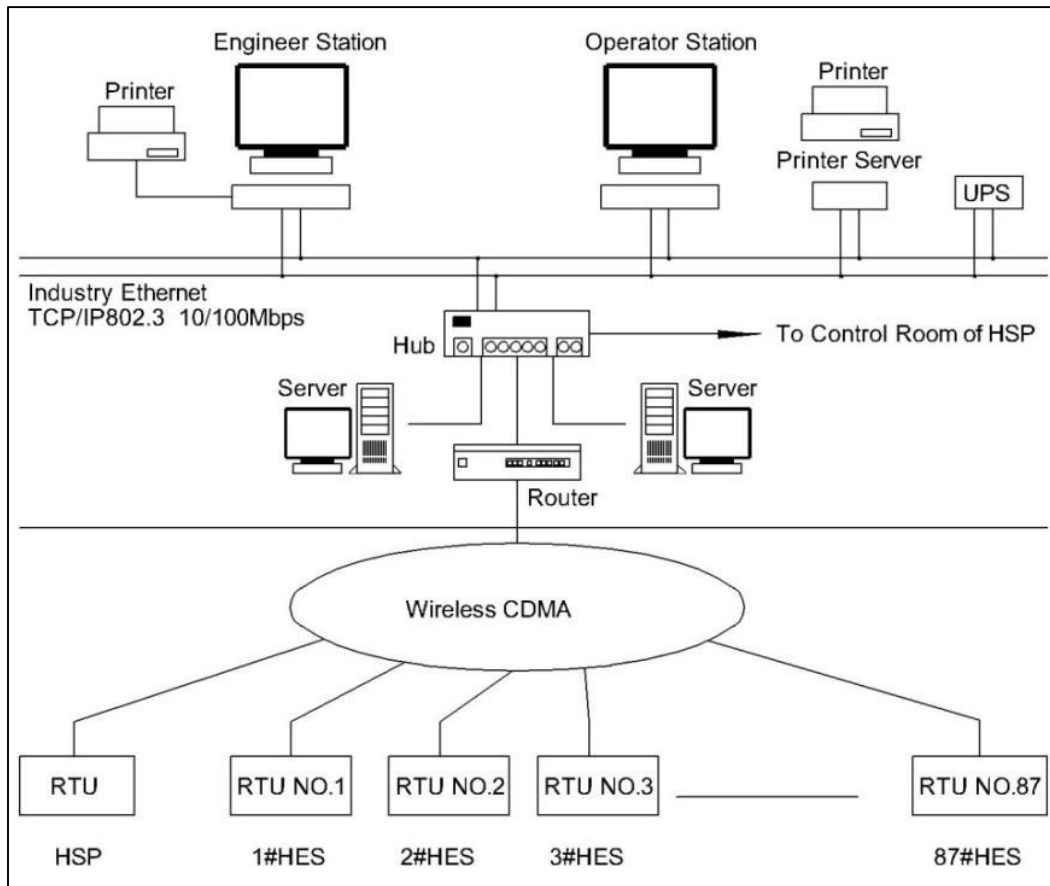 Engineer Station
Operator Station
Printer
Printer
Printer Server
UPS
Industry Ethernet
TCP/IP802.3 10/100Mbps
Hub
To Control Room of HSP
Server
Server
Router
Wireless CDMA
RTU
RTU NO.1
RTU NO.2
RTU NO.3
RTU NO.87
HSP
1#HES
2#HES
3#HES
87#HES